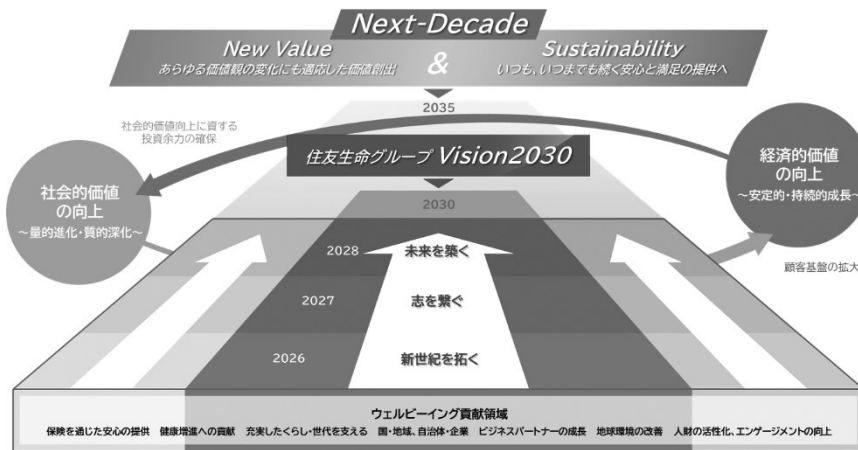 Next-Decade
New Value
あらゆる価値観の変化にも適応した価値創出
&
Sustainability
いつも、いつまでも続く安心と満足の提供へ
2035
社会的価値向上に資する
投資余力の確保
住友生命グループ Vision2030
社会的価値
の向上
~量的進化・質的深化~
経済的価値
の向上
~安定的・持続的成長~
2030
2028
未来を築く
顧客基盤の拡大
2027
志を繋ぐ
2026
新世紀を拓く
ウェルビーイング貢献領域
保険を通じた安心の提供 健康増進への貢献 充実したくらし・世代を支える 国・地域、自治体・企業 ビジネスパートナーの成長 地球環境の改善 人財の活性化、エンゲージメントの向上